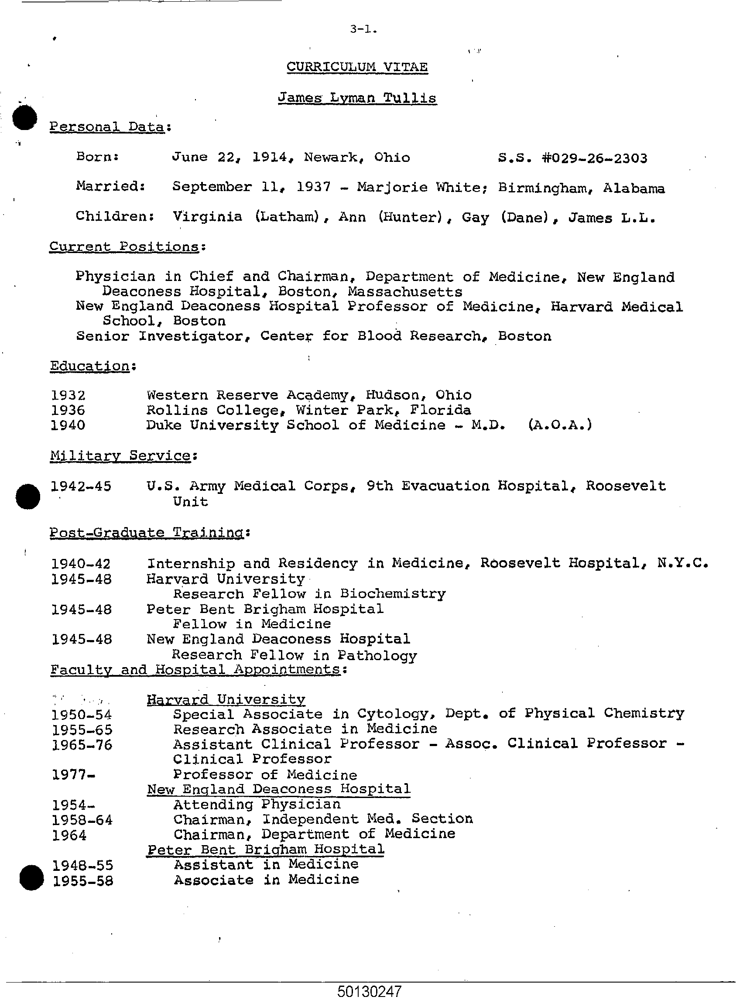 3-1.
CURRICULUM VITAE
James Lyman Tullis
Personal Data:
Born: June 22, 1914, Newark, Ohio S.S. #029-26-2303
Married: September 11, 1937 - Marjorie White; Birmingham, Alabama
Children: Virginia (Latham), Ann (Hunter), Gay (Dane), James L.L.
Current Positions:
Physician in Chief and Chairman, Department of Medicine, New England
Deaconess Hospital, Boston, Massachusetts
New England Deaconess Hospital Professor of Medicine, Harvard Medical
School, Boston
Senior Investigator, Center for Blood Research, Boston
Education:
1932 Western Reserve Academy, Hudson, Ohio
1936 Rollins College, Winter Park, Florida
1940 Duke University School of Medicine - M.D. (A.O.A.)
Military Service:
1942-45 U.S. Army Medical Corps, 9th Evacuation Hospital, Roosevelt
Unit
Post-Graduate Training:
1940-42 Internship and Residency in Medicine, Roosevelt Hospital, N.Y.C.
1945-48 Harvard University
Research Fellow in Biochemistry
1945-48 Peter Bent Brigham Hospital
Fellow in Medicine
1945-48 New England Deaconess Hospital
Research Fellow in Pathology
Faculty and Hospital Appointments:
Harvard University
1950-54 Special Associate in Cytology, Dept. of Physical Chemistry
1955-65 Research Associate in Medicine
1965-76 Assistant Clinical Professor - Assoc. Clinical Professor -
Clinical Professor
1977- Professor of Medicine
New England Deaconess Hospital
1954- Attending Physician
1958-64 Chairman, Independent Med. Section
1964 Chairman, Department of Medicine
Peter Bent Brigham Hospital
1948-55 Assistant in Medicine
1955-58 Associate in Medicine
50130247